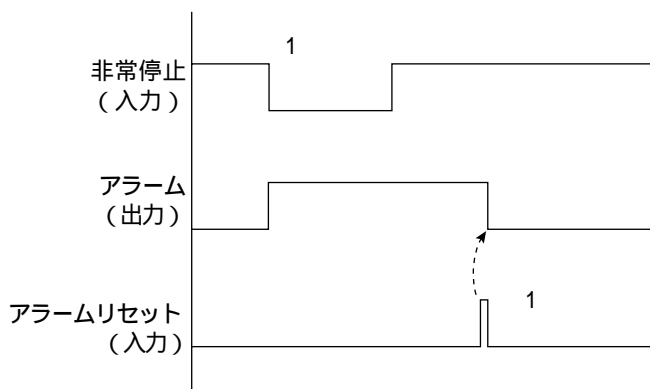 1
非常停止
（入力）
アラーム
（出力）
アラームリセット
（入力）
1